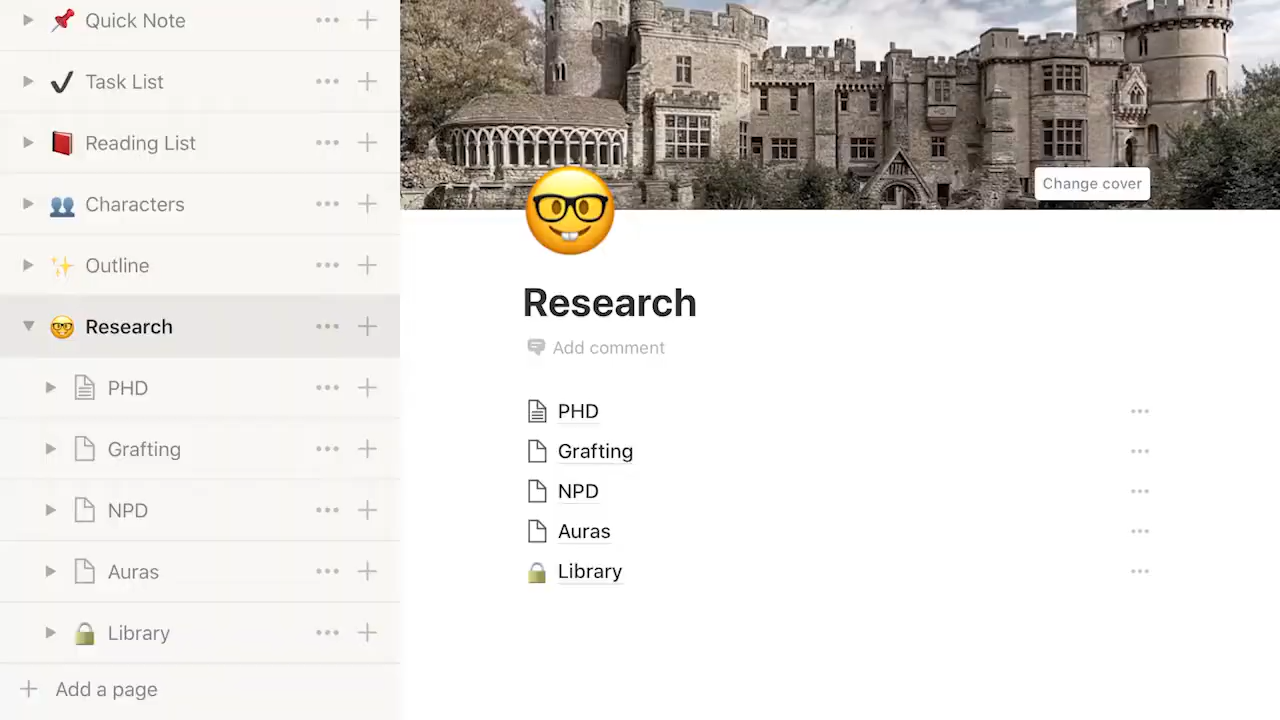 Quick Note
Task List
Reading List
Characters
Outline
Research
PHD
Grafting
NPD
Auras
Library
Add a page
Change cover
Research
Add comment
PHD
Grafting
NPD
Auras
Library